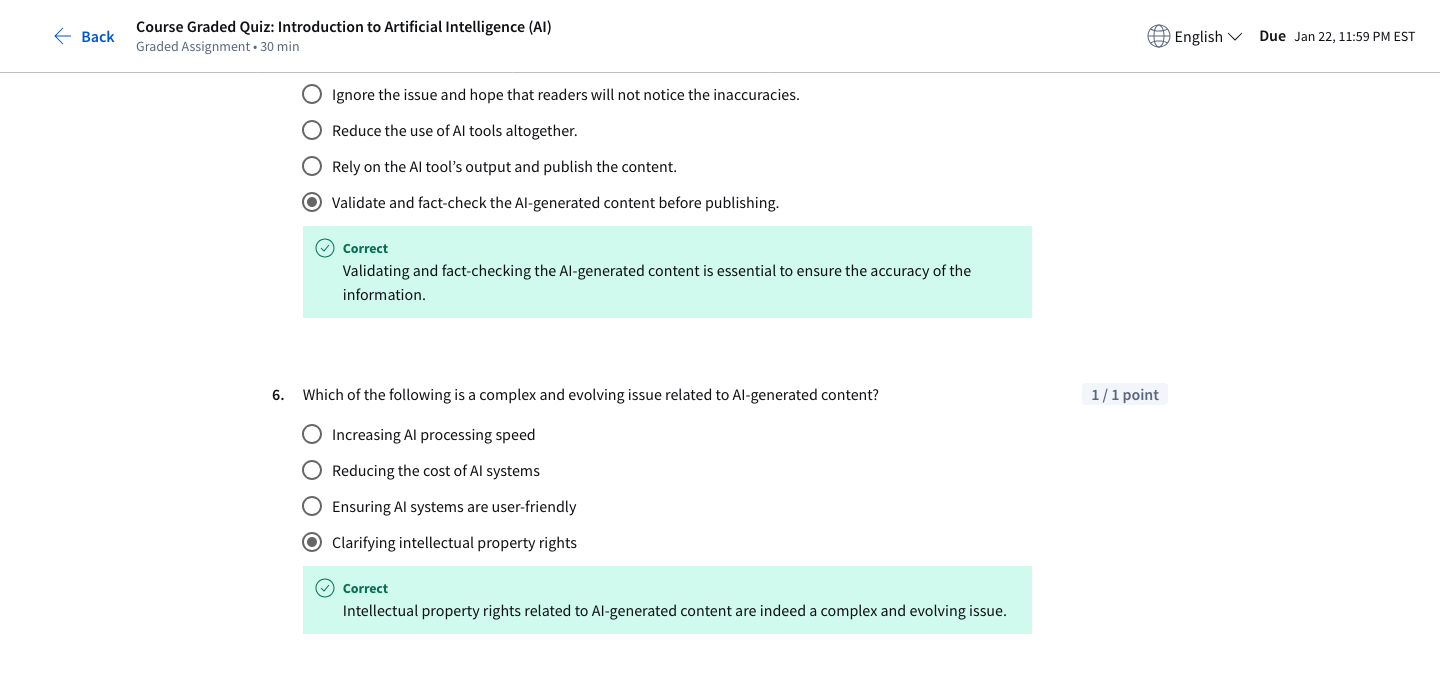 Back
Course Graded Quiz: Introduction to Artificial Intelligence (AI)
Graded Assignment • 30 min
English
Due Jan 22, 11:59 PM EST
Ignore the issue and hope that readers will not notice the inaccuracies.
Reduce the use of AI tools altogether.
Rely on the AI tool’s output and publish the content.
Validate and fact-check the AI-generated content before publishing.
Correct
Validating and fact-checking the AI-generated content is essential to ensure the accuracy of the
information.
6. Which of the following is a complex and evolving issue related to AI-generated content?
1 / 1 point
Increasing AI processing speed
Reducing the cost of AI systems
Ensuring AI systems are user-friendly
Clarifying intellectual property rights
Correct
Intellectual property rights related to AI-generated content are indeed a complex and evolving issue.